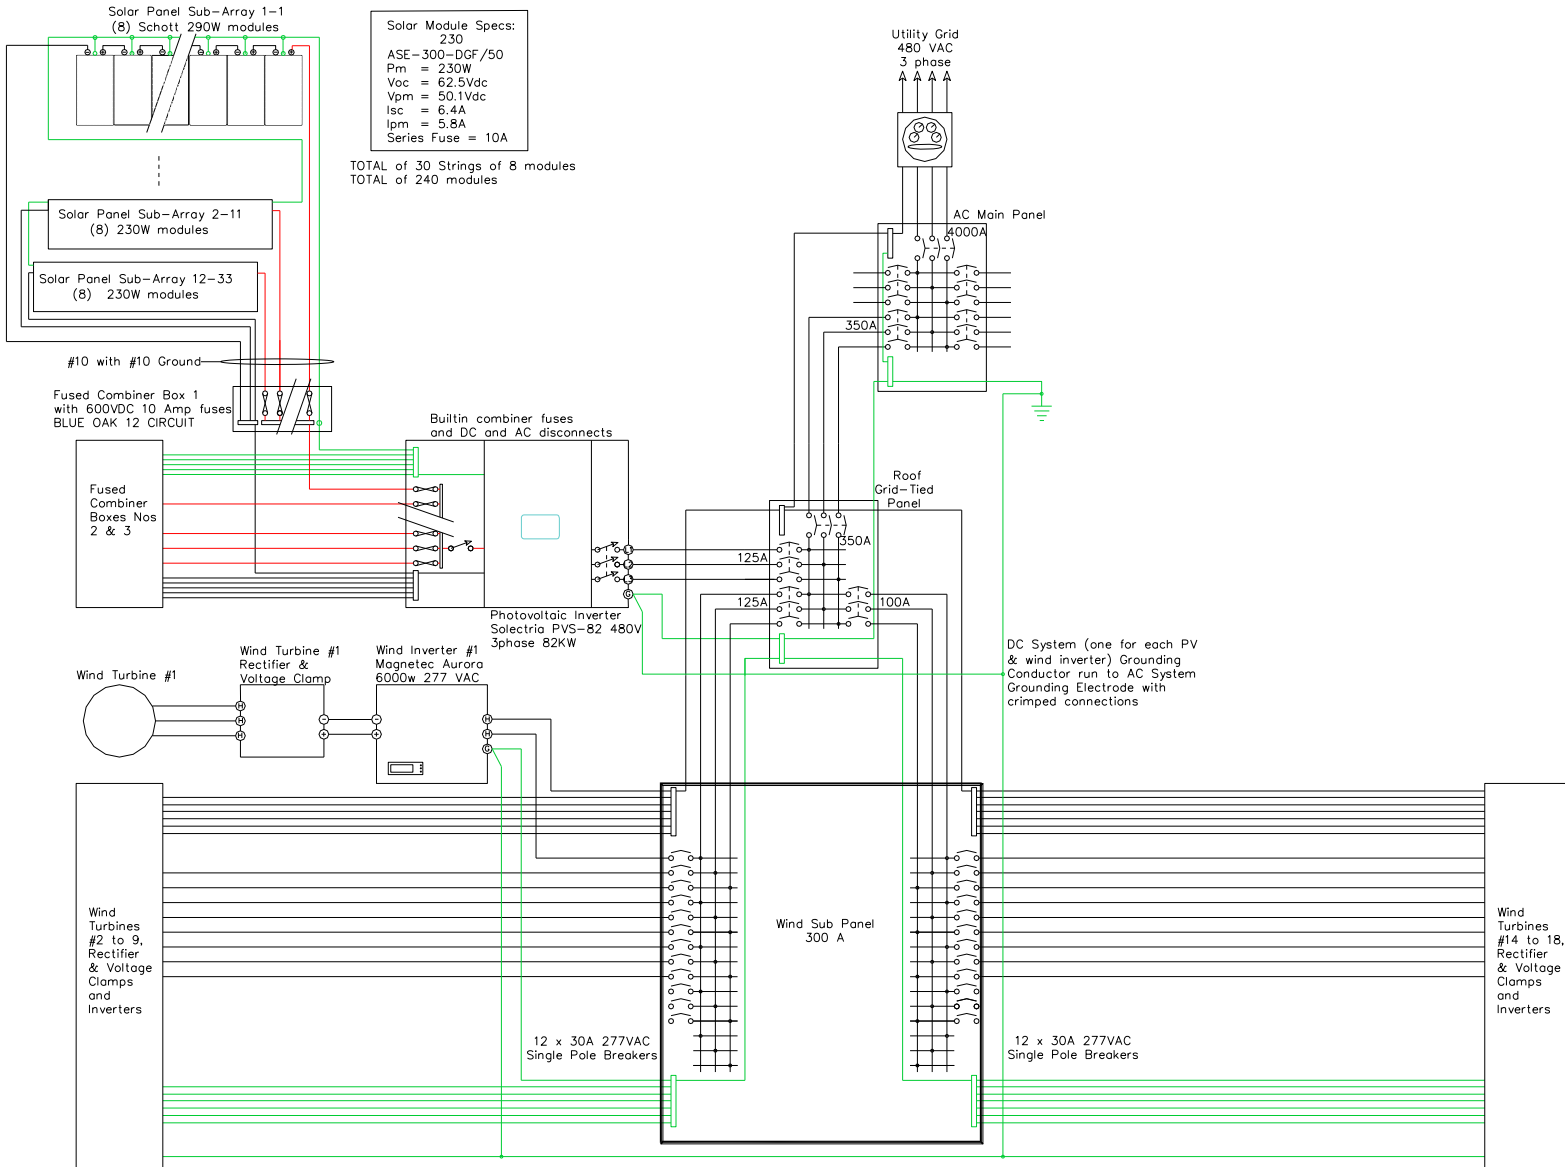 Solar Panel Sub-Array 1-1
(8) Schott 290W modules
Solar Module Specs:
230
ASE-300-DGF/50
Pm = 230W
Voc = 62.5Vdc
Vpm = 50.1Vdc
Isc = 6.4A
Ipm = 5.8A
Series Fuse = 10A
TOTAL of 30 Strings of 8 modules
TOTAL of 240 modules
Utility Grid
480 VAC
3 phase
AC Main Panel
4000A
350A
Solar Panel Sub-Array 2-11
(8) 230W modules
Solar Panel Sub-Array 12-33
(8) 230W modules
#10 with #10 Ground
Fused Combiner Box 1
with 600VDC 10 Amp fuses
BLUE OAK 12 CIRCUIT
Builtin combiner fuses
and DC and AC disconnects
Fused
Combiner
Boxes Nos
2 & 3
L1
L2
L3
G
Photovoltaic Inverter
Solectria PVS-82 480V
3phase 82KW
Roof
Grid-Tied
Panel
350A
125A
125A
100A
DC System (one for each PV
& wind inverter) Grounding
Conductor run to AC System
Grounding Electrode with
crimped connections
Wind Turbine #1
Wind Turbine #1
Rectifier &
Voltage Clamp
H
H
H
Wind Inverter #1
Magnetec Aurora
6000w 277 VAC
H
H
G
Wind
Turbines
#2 to 9,
Rectifier
& Voltage
Clamps
and
Inverters
Wind Sub Panel
300 A
12 x 30A 277VAC
Single Pole Breakers
12 x 30A 277VAC
Single Pole Breakers
Wind
Turbines
#14 to 18,
Rectifier
& Voltage
Clamps
and
Inverters